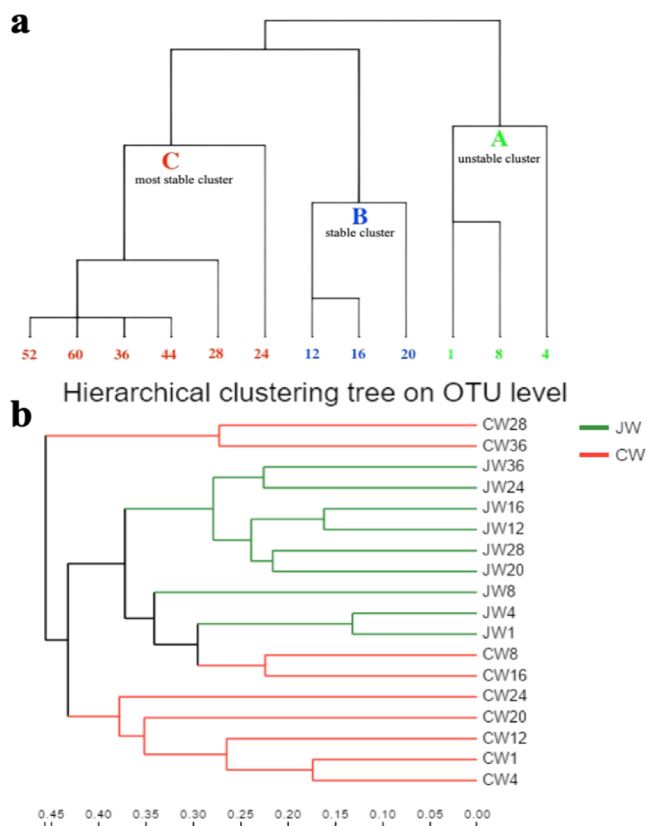 a
C
most stable cluster
B
stable cluster
A
unstable cluster
52 60 36 44 28 24 12 16 20 1 8 4
Hierarchical clustering tree on OTU level
b
JW
CW
CW28
CW36
JW36
JW24
JW16
JW12
JW28
JW20
JW8
JW4
JW1
CW8
CW16
CW24
CW20
CW12
CW1
CW4
0.45 0.40 0.35 0.30 0.25 0.20 0.15 0.10 0.05 0.00